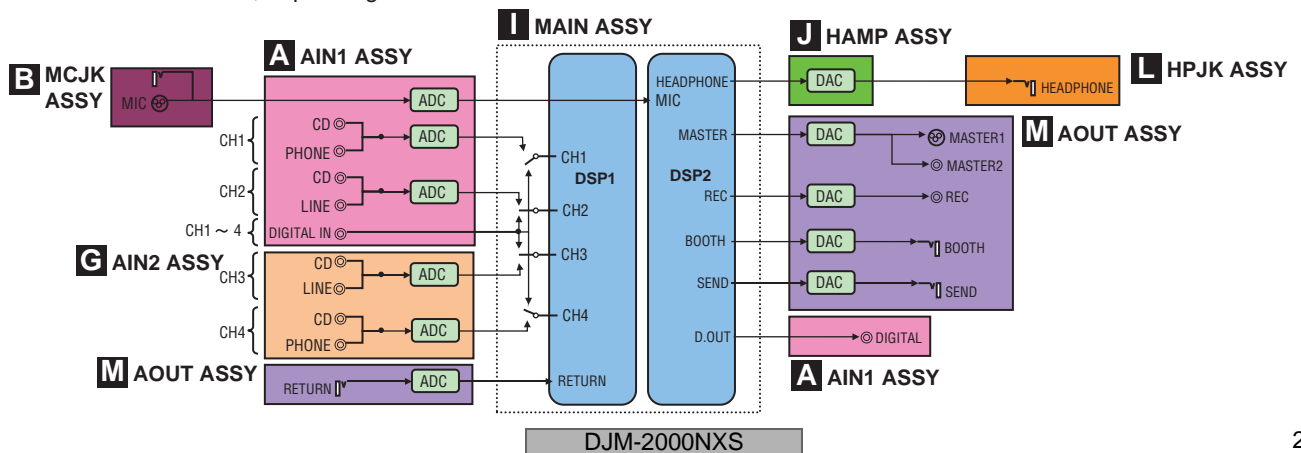 I MAIN ASSY
A AIN1 ASSY
J HAMP ASSY
B MCJK ASSY
L HPJK ASSY
MIC
ADC
HEADPHONE
MIC
DAC
HEADPHONE
CH1
CD
PHONE
ADC
CH1
DSP1
DSP2
MASTER
DAC
MASTER1
MASTER2
M AOUT ASSY
CH2
CD
LINE
ADC
CH2
REC
DAC
REC
CH1 ~ 4
DIGITAL IN
G AIN2 ASSY
CH3
CD
LINE
ADC
CH3
BOOTH
DAC
BOOTH
SEND
DAC
SEND
CH4
CD
PHONE
ADC
CH4
D.OUT
DIGITAL
M AOUT ASSY
RETURN
ADC
RETURN
A AIN1 ASSY
DJM-2000NXS
2